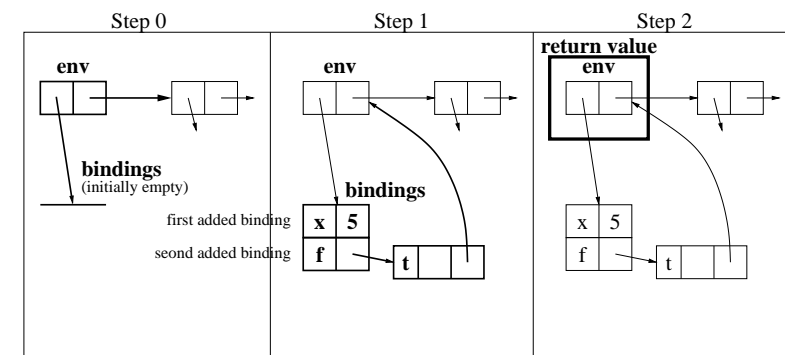 Step 0
Step 1
Step 2
env
bindings
(initially empty)
env
bindings
first added binding
x 5
seond added binding
f
t
return value
env
x 5
f
t